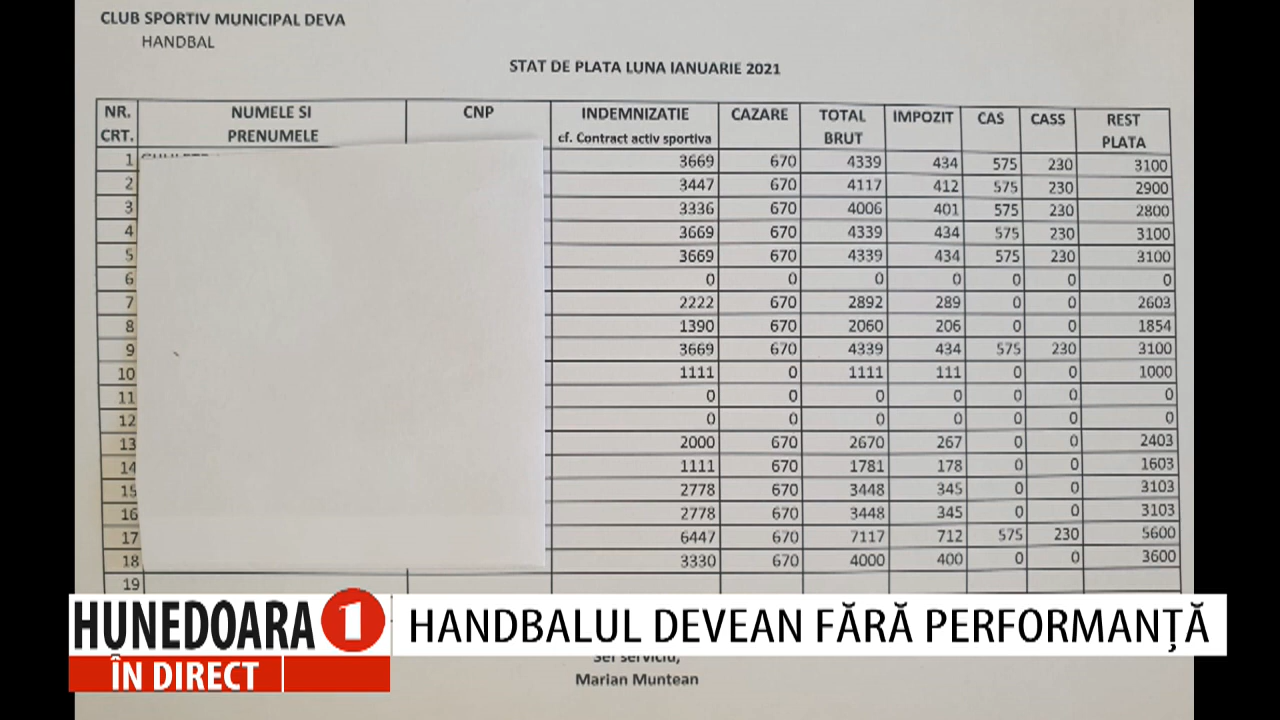 CLUB SPORTIV MUNICIPAL DEVA
HANDBAL
STAT DE PLATA LUNA IANUARIE 2021
NR. CRT. NUMELE SI PRENUMELE CNP INDEMNIZATIE cf. Contract activ sportiva CAZARE TOTAL BRUT IMPOZIT CAS CASS REST PLATA
1 3669 670 4339 434 575 230 3100
2 3447 670 4117 412 575 230 2900
3 3336 670 4006 401 575 230 2800
4 3669 670 4339 434 575 230 3100
5 3669 670 4339 434 575 230 3100
6 0 0 0 0 0 0 0
7 2222 670 2892 289 0 0 2603
8 1390 670 2060 206 0 0 1854
9 3669 670 4339 434 575 230 3100
10 1111 0 1111 111 0 0 1000
11 0 0 0 0 0 0 0
12 0 0 0 0 0 0 0
13 2000 670 2670 267 0 0 2403
14 1111 670 1781 178 0 0 1603
15 2778 670 3448 345 0 0 3103
16 2778 670 3448 345 0 0 3103
17 6447 670 7117 712 575 230 5600
18 3330 670 4000 400 0 0 3600
19
HUNEDOARA 1
ÎN DIRECT
HANDBALUL DEVEAN FĂRĂ PERFORMANȚĂ
Sef serviciu,
Marian Muntean